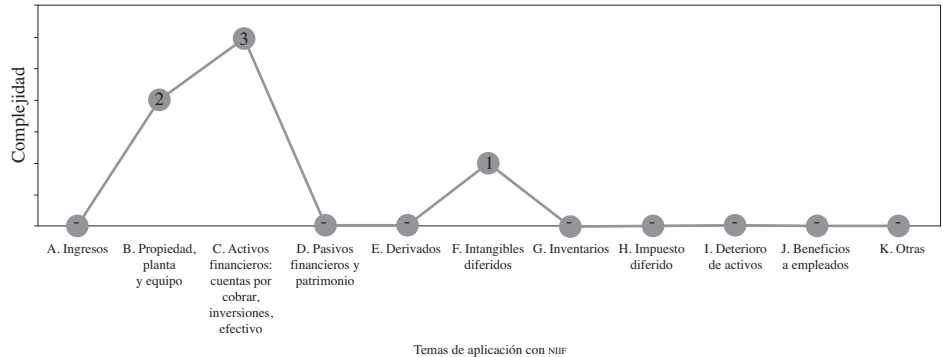 Complejidad
3
2
1
-
-
-
-
-
-
-
-
A. Ingresos
B. Propiedad,
planta
y equipo
C. Activos
financieros:
cuentas por
cobrar,
inversiones,
efectivo
D. Pasivos
financieros y
patrimonio
E. Derivados
F. Intangibles
diferidos
G. Inventarios
H. Impuesto
diferido
I. Deterioro
de activos
J. Beneficios
a empleados
K. Otras
Temas de aplicación con NIIF